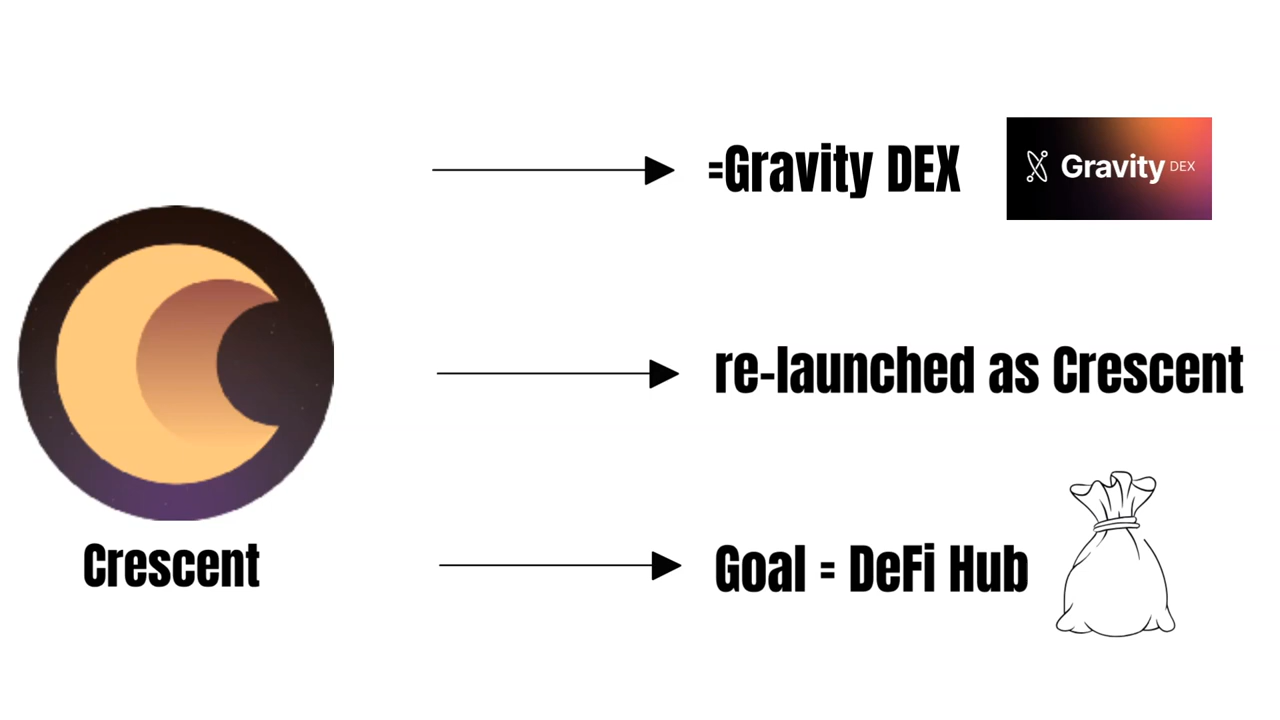 =Gravity DEX
Gravity DEX
re-launched as Crescent
Goal = DeFi Hub
Crescent